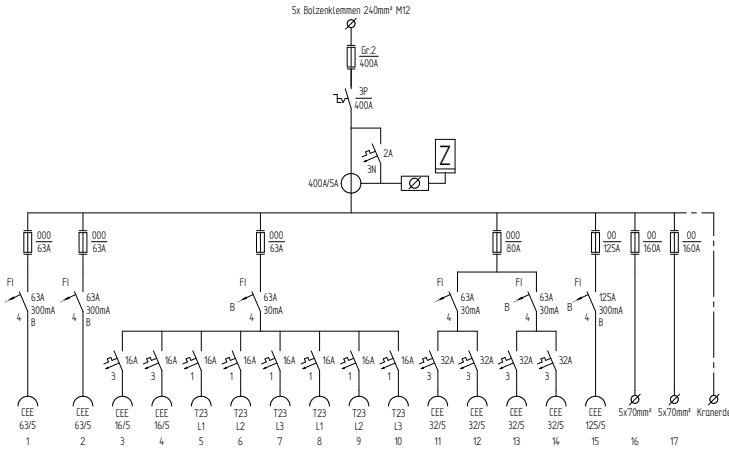 5x Bolzenklemmen 240mm² M12
Gr.2
400A
3P
400A
2A
3N
Z
400A/5A
000
63A
000
63A
000
63A
000
80A
00
125A
00
160A
00
160A
FI
63A
300mA
4
B
FI
63A
300mA
4
B
FI
B
63A
30mA
4
FI
63A
30mA
4
FI
B
63A
30mA
4
FI
B
125A
300mA
4
B
16A
3
16A
3
16A
1
16A
1
16A
1
16A
1
16A
1
16A
1
32A
3
32A
3
32A
3
32A
3
CEE
63/5
1
CEE
63/5
2
CEE
16/5
3
CEE
16/5
4
T23
L1
5
T23
L2
6
T23
L3
7
T23
L1
8
T23
L2
9
T23
L3
10
CEE
32/5
11
CEE
32/5
12
CEE
32/5
13
CEE
32/5
14
CEE
125/5
15
5x70mm²
16
5x70mm²
17
Kranerde